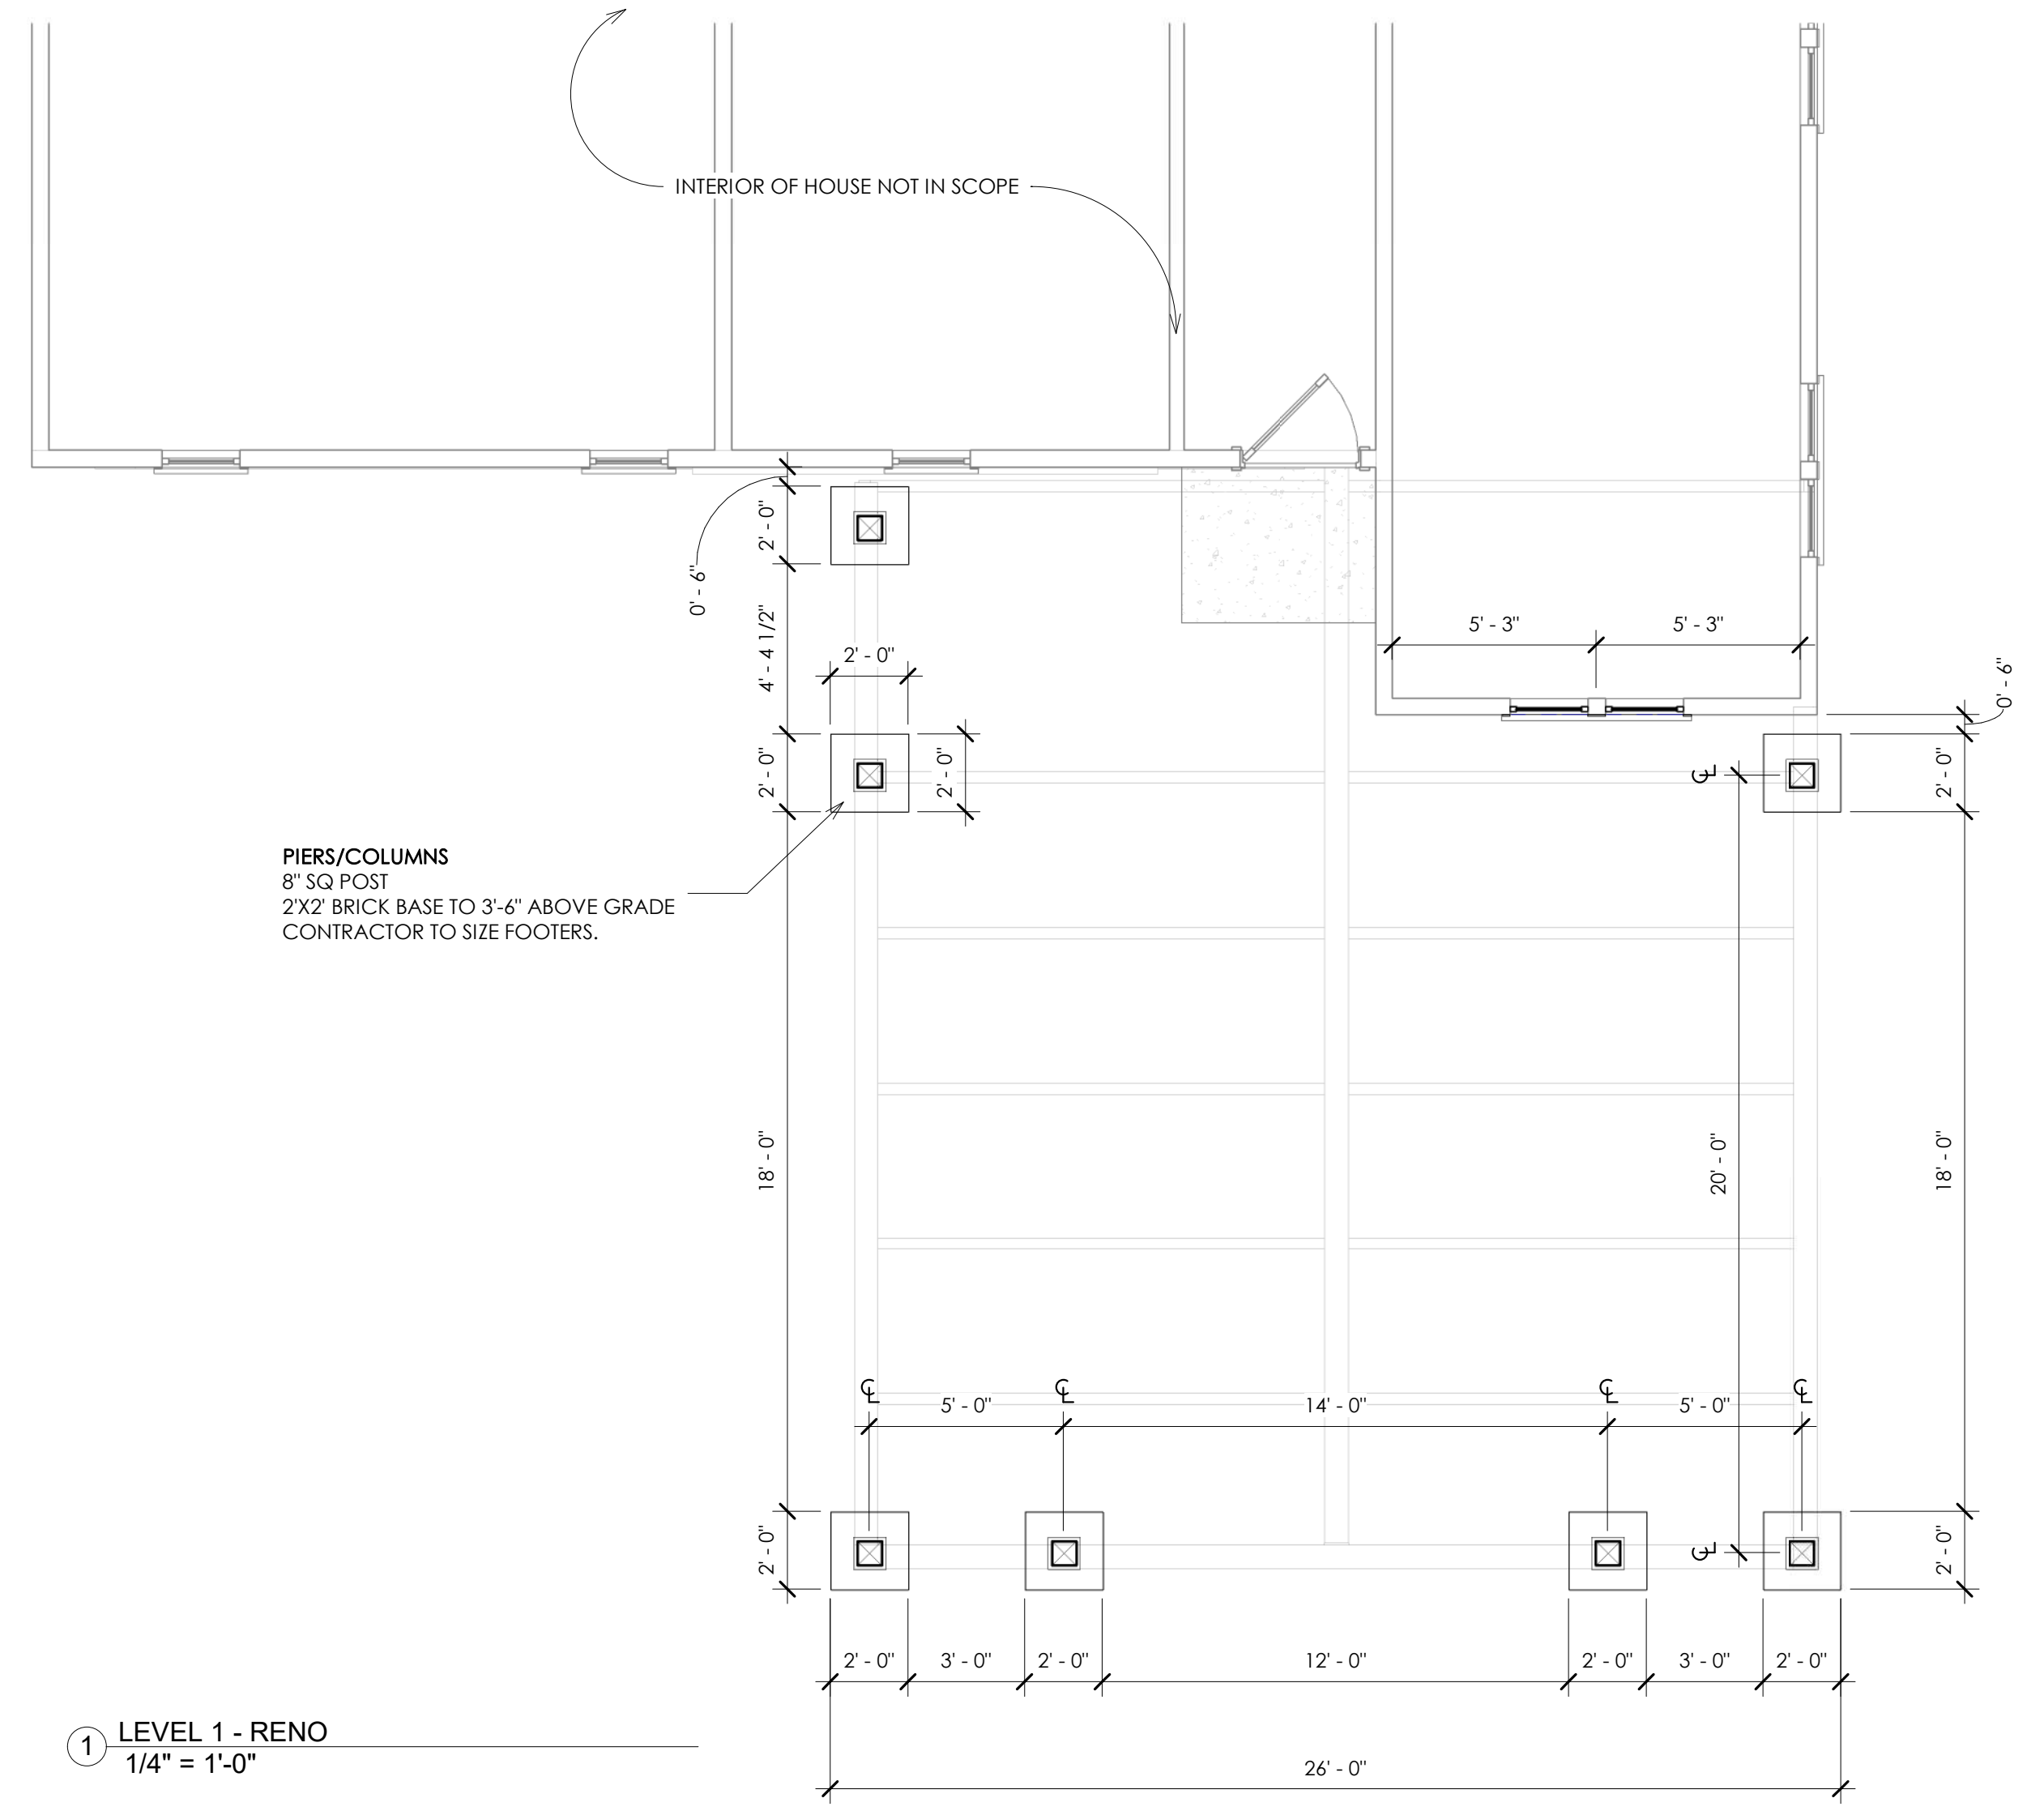 INTERIOR OF HOUSE NOT IN SCOPE
2' - 0"
0' - 6"
4' - 4 1/2"
2' - 0"
5' - 3"
5' - 3"
0' - 6"
2' - 0"
2' - 0"
2' - 0"
PIERS/COLUMNS
8" SQ POST
2'X2' BRICK BASE TO 3'-6" ABOVE GRADE
CONTRACTOR TO SIZE FOOTERS.
℄
18' - 0"
20' - 0"
18' - 0"
℄ ℄ ℄ ℄
5' - 0" 14' - 0" 5' - 0"
2' - 0"
℄
2' - 0"
2' - 0" 3' - 0" 2' - 0" 12' - 0" 2' - 0" 3' - 0" 2' - 0"
26' - 0"
1 LEVEL 1 - RENO
1/4" = 1'-0"